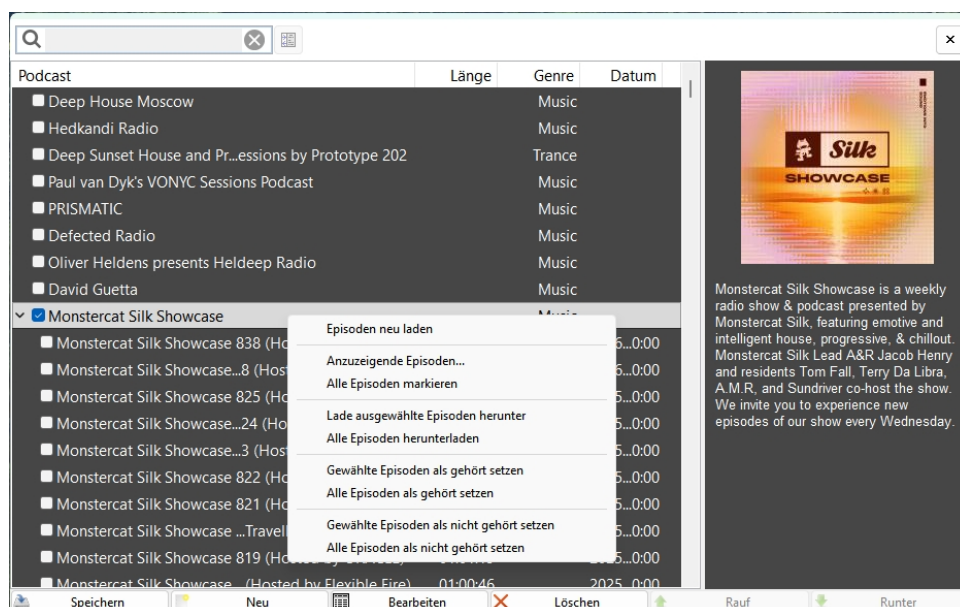 Podcast Länge Genre Datum
Deep House Moscow Music
Hedkandi Radio Music
Deep Sunset House and Pr...essions by Prototype 202 Trance
Paul van Dyk's VONYC Sessions Podcast Music
PRISMATIC Music
Defected Radio Music
Oliver Heldens presents Heldeep Radio Music
David Guetta Music
Monstercat Silk Showcase
Monstercat Silk Showcase 838
Monstercat Silk Showcase...8
Monstercat Silk Showcase 825
Monstercat Silk Showcase...24
Monstercat Silk Showcase...3
Monstercat Silk Showcase 822
Monstercat Silk Showcase 821
Monstercat Silk Showcase
Monstercat Silk Showcase 819
Monstercat Silk Showcase...(Hosted by Flexible Fire) 01:00:46 2025...0:00
Episoden neu laden
Anzuzeigende Episoden...
Alle Episoden markieren
Lade ausgewählte Episoden herunter
Alle Episoden herunterladen
Gewählte Episoden als gehört setzen
Alle Episoden als gehört setzen
Gewählte Episoden als nicht gehört setzen
Alle Episoden als nicht gehört setzen
Silk
SHOWCASE
Monstercat Silk Showcase is a weekly
radio show & podcast presented by
Monstercat Silk, featuring emotive and
intelligent house, progressive, & chillout.
Monstercat Silk Lead A&R Jacob Henry
and residents Tom Fall, Terry Da Libra,
A.M.R, and Sundriver co-host the show.
We invite you to experience new
episodes of our show every Wednesday.
Speichern Neu Bearbeiten Löschen Rauf Runter